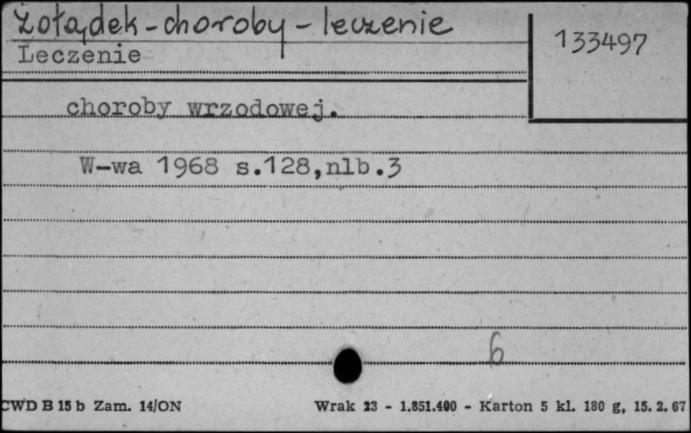 Żołądek-choroby-leczenie
133497
Leczenie
choroby wrzodowej.
W-wa 1968 s.128,nlb.3
6
CWD B 15 b Zam. 14/ON
Wrak 23 - 1.851.400 - Karton 5 kl. 180 g, 15. 2. 67